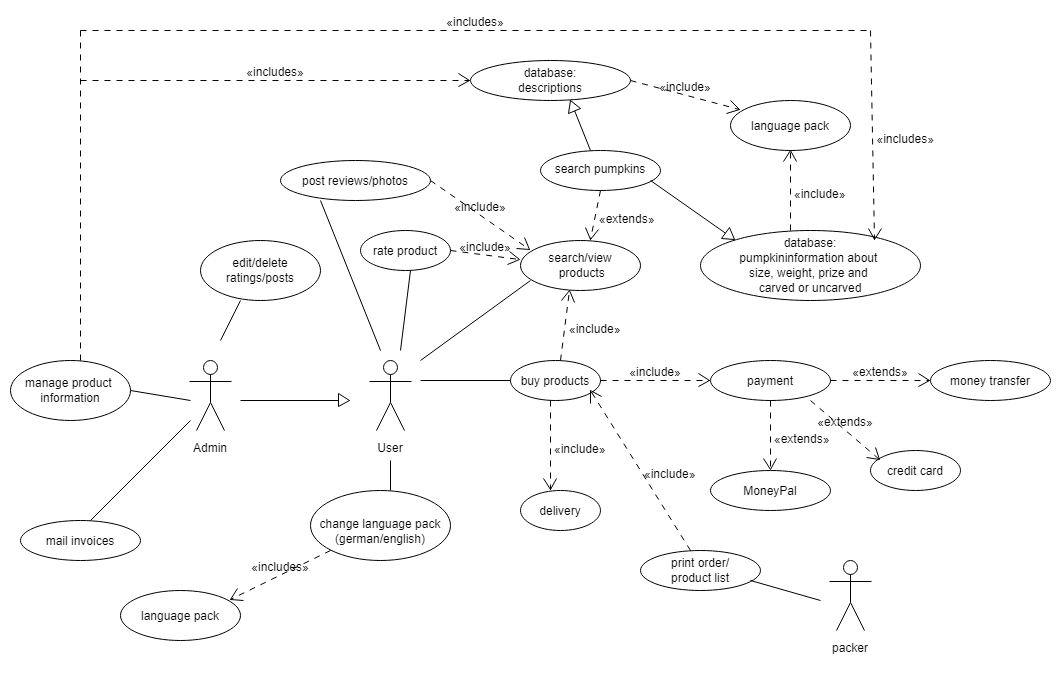 «includes»
«includes»
database:
descriptions
«include»
language pack
«includes»
search pumpkins
post reviews/photos
«include»
«include»
«extends»
rate product
«include»
search/view
products
database:
pumpkininformation about
size, weight, prize and
carved or uncarved
edit/delete
ratings/posts
«include»
manage product
information
buy products
«include»
payment
«extends»
money transfer
«extends»
«extends»
Admin
User
«include»
credit card
«include»
MoneyPal
delivery
change language pack
(german/english)
mail invoices
«includes»
print order/
product list
language pack
packer